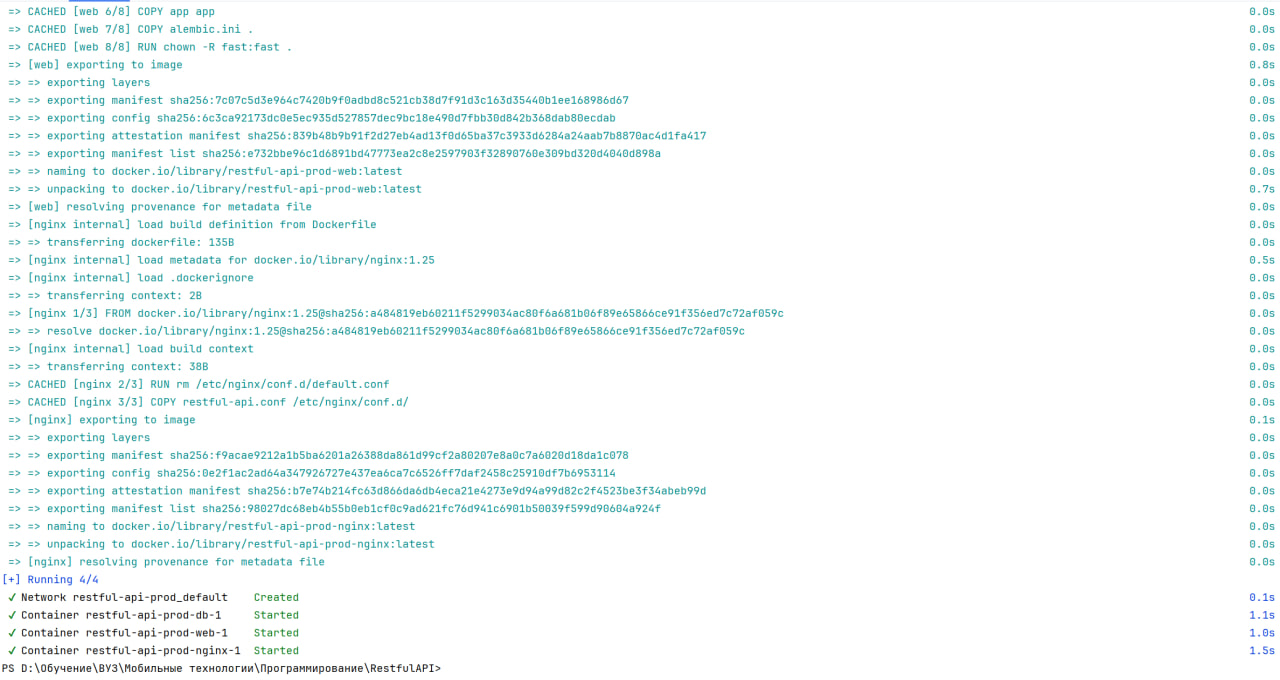 => CACHED [web 6/8] COPY app app 0.0s
=> CACHED [web 7/8] COPY alembic.ini . 0.0s
=> CACHED [web 8/8] RUN chown -R fast:fast . 0.0s
=> [web] exporting to image 0.8s
=> => exporting layers 0.0s
=> => exporting manifest sha256:7c07c5d3e964c7420b9f0adbd8c521cb38d7f91d3c163d35440b1ee168986d67 0.0s
=> => exporting config sha256:6c3ca92173dc0e5ec935d527857dec9bc18e490d7fbb30d842b368dab80ecdab 0.0s
=> => exporting attestation manifest sha256:839b48b9b91f2d27eb4ad13f0d65ba37c3933d6284a24aab7b8870ac4d1fa417 0.0s
=> => exporting manifest list sha256:e732bbe96c1d6891bd47773ea2c8e2597903f32890760e309bd320d4040d898a 0.0s
=> => naming to docker.io/library/restful-api-prod-web:latest 0.0s
=> => unpacking to docker.io/library/restful-api-prod-web:latest 0.7s
=> [web] resolving provenance for metadata file 0.0s
=> [nginx internal] load build definition from Dockerfile 0.0s
=> => transferring dockerfile: 135B 0.0s
=> [nginx internal] load metadata for docker.io/library/nginx:1.25 0.5s
=> [nginx internal] load .dockerignore 0.0s
=> => transferring context: 2B 0.0s
=> [nginx 1/3] FROM docker.io/library/nginx:1.25@sha256:a484819eb60211f5299034ac80f6a681b06f89e65866ce91f356ed7c72af059c 0.0s
=> => resolve docker.io/library/nginx:1.25@sha256:a484819eb60211f5299034ac80f6a681b06f89e65866ce91f356ed7c72af059c 0.0s
=> [nginx internal] load build context 0.0s
=> => transferring context: 38B 0.0s
=> CACHED [nginx 2/3] RUN rm /etc/nginx/conf.d/default.conf 0.0s
=> CACHED [nginx 3/3] COPY restful-api.conf /etc/nginx/conf.d/ 0.0s
=> [nginx] exporting to image 0.1s
=> => exporting layers 0.0s
=> => exporting manifest sha256:f9acae9212a1b5ba6201a26388da861d99cf2a80207e8a0c7a6020d18da1c078 0.0s
=> => exporting config sha256:0e2f1ac2ad64a347926727e437ea6ca7c6526ff7daf2458c25910df7b6953114 0.0s
=> => exporting attestation manifest sha256:b7e74b214fc63d866da6db4eca21e4273e9d94a99d82c2f4523be3f34abeb99d 0.0s
=> => exporting manifest list sha256:98027dc68eb4b55b0eb1cf0c9ad621fc76d941c6901b50039f599d90604a924f 0.0s
=> => naming to docker.io/library/restful-api-prod-nginx:latest 0.0s
=> => unpacking to docker.io/library/restful-api-prod-nginx:latest 0.0s
=> [nginx] resolving provenance for metadata file 0.0s
[+] Running 4/4
✓ Network restful-api-prod_default Created 0.1s
✓ Container restful-api-prod-db-1 Started 1.1s
✓ Container restful-api-prod-web-1 Started 1.0s
✓ Container restful-api-prod-nginx-1 Started 1.5s
PS D:\Обучение\ВУЗ\Мобильные технологии\Программирование\RestfulAPI>